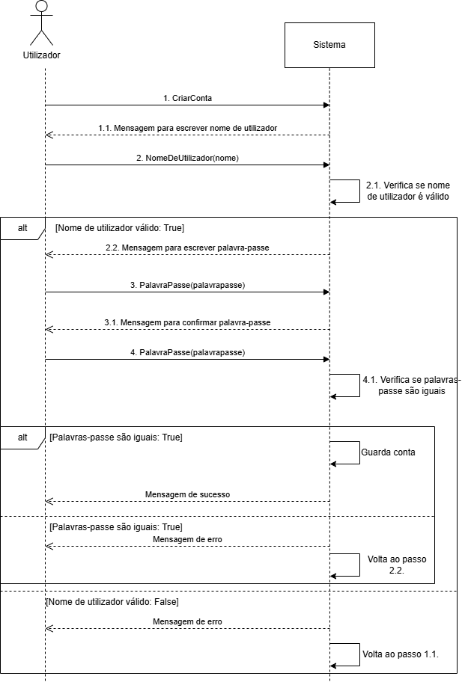 Utilizador
Sistema
1. CriarConta
1.1. Mensagem para escrever nome de utilizador
2. NomeDeUtilizador(nome)
2.1. Verifica se nome
de utilizador é válido
alt
[Nome de utilizador válido: True]
2.2. Mensagem para escrever palavra-passe
3. PalavraPasse(palavrapasse)
3.1. Mensagem para confirmar palavra-passe
4. PalavraPasse(palavrapasse)
4.1. Verifica se palavras-
passe são iguais
alt
[Palavras-passe são iguais: True]
Guarda conta
Mensagem de sucesso
[Palavras-passe são iguais: True]
Mensagem de erro
Volta ao passo
2.2.
[Nome de utilizador válido: False]
Mensagem de erro
Volta ao passo 1.1.